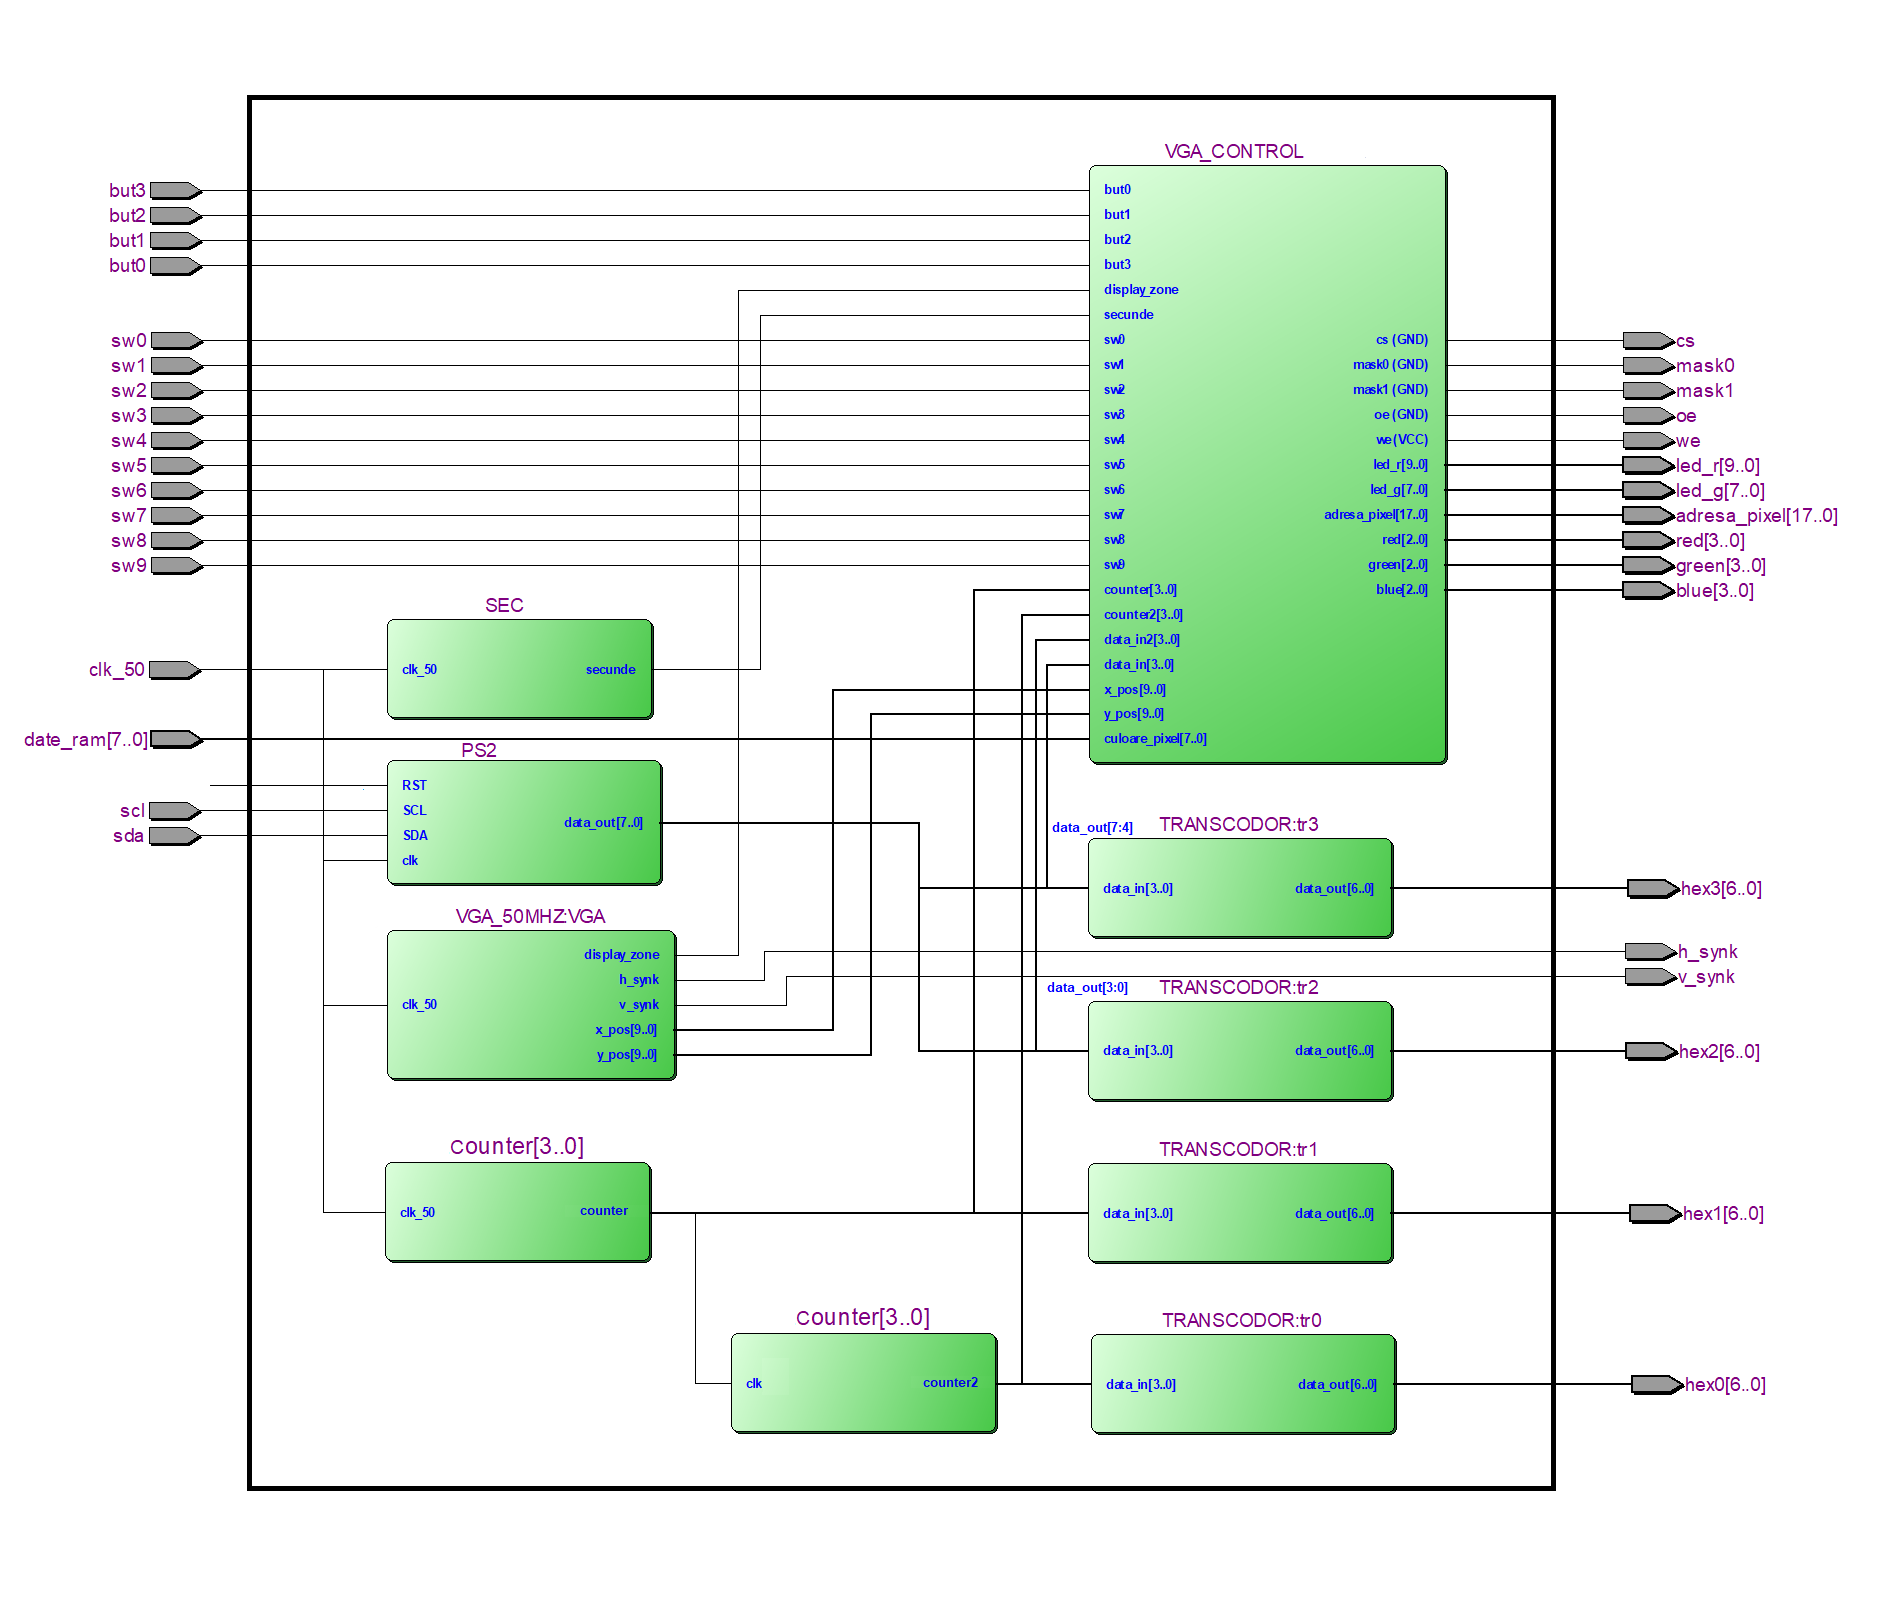 VGA_CONTROL
but3
but2
but1
but0
sw0
sw1
sw2
sw3
sw4
sw5
sw6
sw7
sw8
sw9
clk_50
date_ram[7..0]
scl
sda
but0
but1
but2
but3
display_zone
secunde
sw0
sw1
sw2
sw3
sw4
sw5
sw6
sw7
sw8
sw9
counter[3..0]
counter2[3..0]
data_in2[3..0]
data_in[3..0]
x_pos[9..0]
y_pos[9..0]
culoare_pixel[7..0]
cs (GND)
mask0 (GND)
mask1 (GND)
oe (GND)
we (VCC)
led_r[9..0]
led_g[7..0]
adresa_pixel[17..0]
red[2..0]
green[2..0]
blue[2..0]
cs
mask0
mask1
oe
we
led_r[9..0]
led_g[7..0]
adresa_pixel[17..0]
red[3..0]
green[3..0]
blue[3..0]
SEC
clk_50
secunde
PS2
RST
SCL
SDA
clk
data_out[7..0]
VGA_50MHZ:VGA
clk_50
display_zone
h_synk
v_synk
x_pos[9..0]
y_pos[9..0]
data_out[7:4]
TRANSCODOR:tr3
data_in[3..0]
data_out[6..0]
hex3[6..0]
h_synk
v_synk
data_out[3:0]
TRANSCODOR:tr2
data_in[3..0]
data_out[6..0]
hex2[6..0]
Counter[3..0]
clk_50
counter
TRANSCODOR:tr1
data_in[3..0]
data_out[6..0]
hex1[6..0]
Counter[3..0]
clk
counter2
TRANSCODOR:tr0
data_in[3..0]
data_out[6..0]
hex0[6..0]